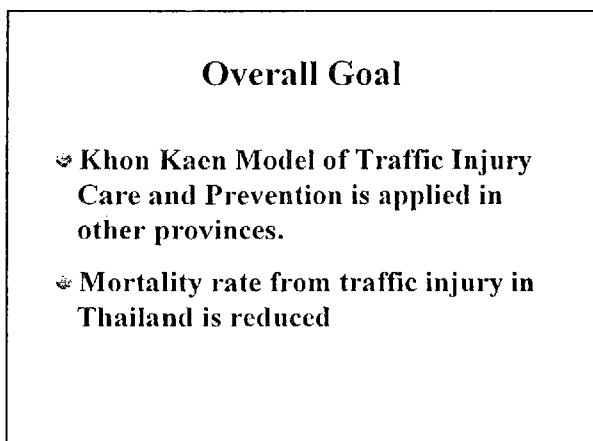 Overall Goal
Khon Kaen Model of Traffic Injury
Care and Prevention is applied in
other provinces.
Mortality rate from traffic injury in
Thailand is reduced